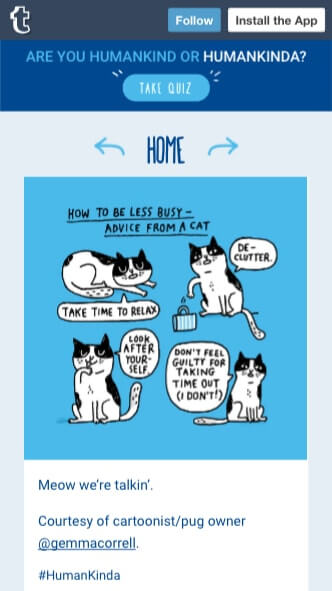 t
Follow
Install the App
ARE YOU HUMANKIND OR HUMANKINDA?
TAKE QUIZ
HOME
HOW TO BE LESS BUSY –
ADVICE FROM A CAT
TAKE TIME TO RELAX
DE-
CLUTTER.
LOOK
AFTER
YOUR-
SELF.
DON'T FEEL
GUILTY FOR
TAKING
TIME OUT
(I DON'T!)
Meow we're talkin'.
Courtesy of cartoonist/pug owner
@gemmacorrell.
#HumanKinda